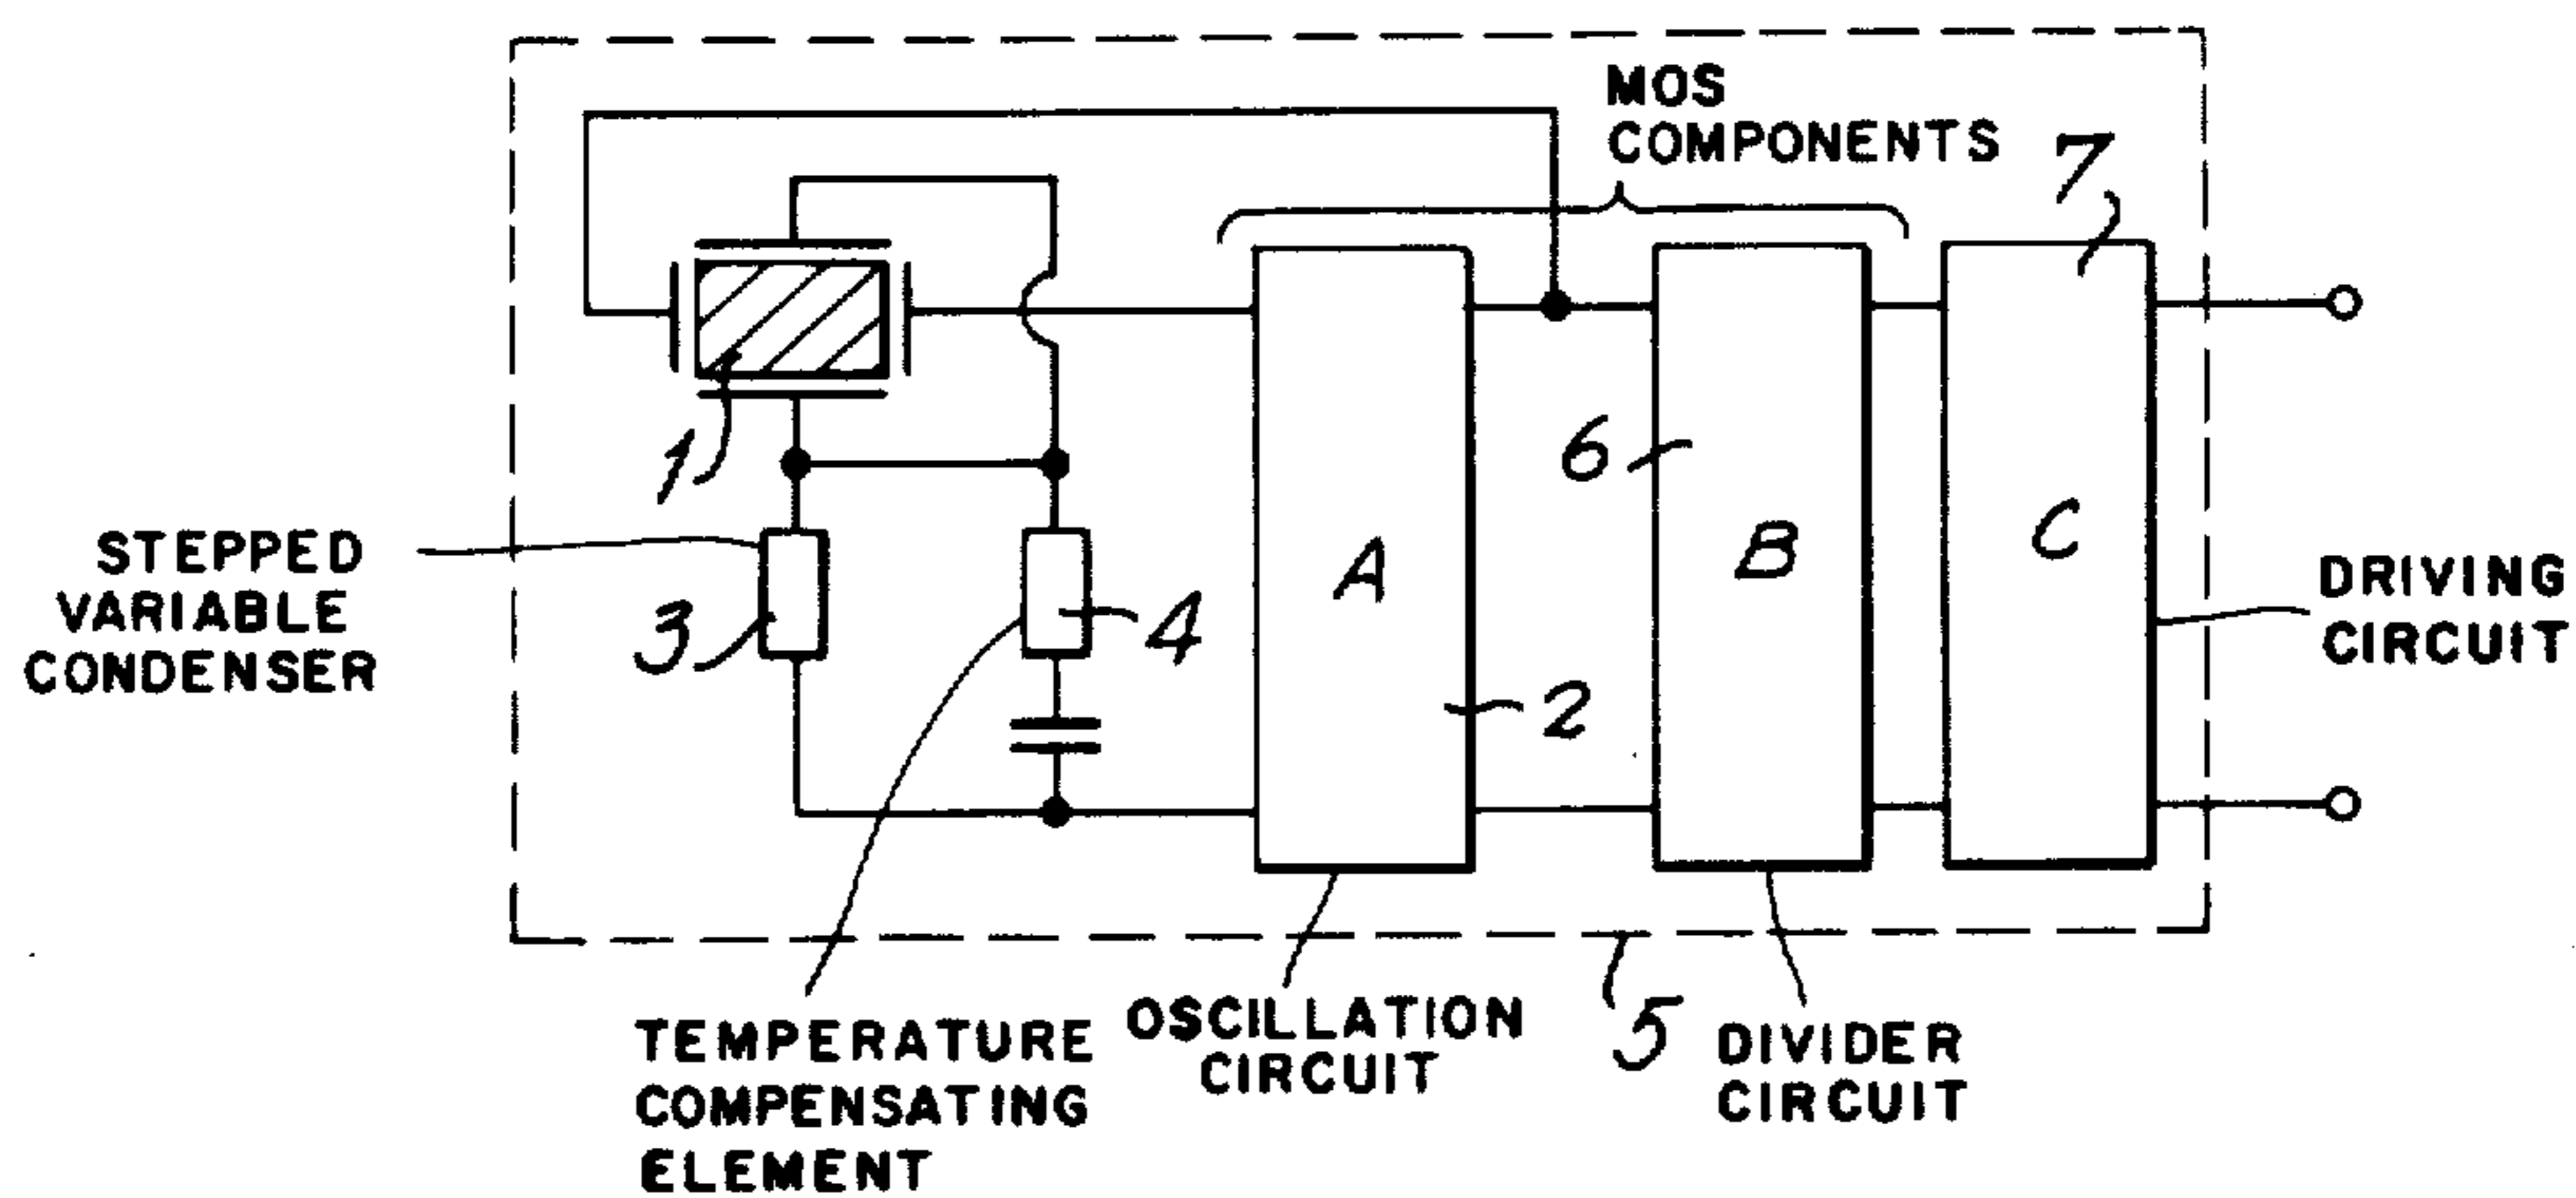 MOS
COMPONENTS
7
1
6
STEPPED
VARIABLE
CONDENSER
3
4
A
B
C
2
DRIVING
CIRCUIT
TEMPERATURE
COMPENSATING
ELEMENT
OSCILLATION
CIRCUIT
5
DIVIDER
CIRCUIT